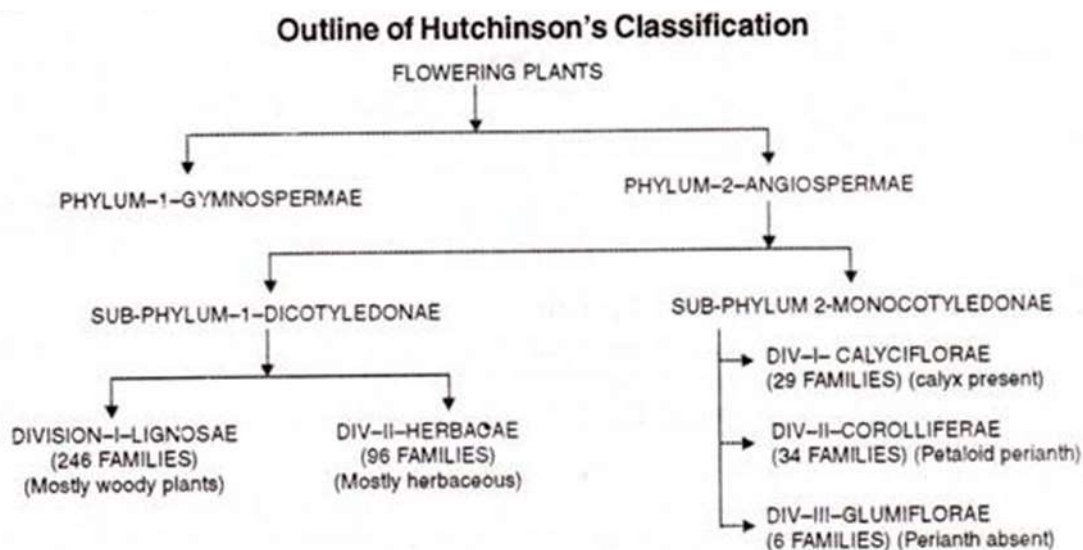 Outline of Hutchinson's Classification
FLOWERING PLANTS
PHYLUM–1–GYMNOSPERMAE
PHYLUM–2–ANGIOSPERMAE
SUB-PHYLUM–1–DICOTYLEDONAE
SUB-PHYLUM 2-MONOCOTYLEDONAE
DIVISION–I–LIGNOSAE
(246 FAMILIES)
(Mostly woody plants)
DIV–II–HERBACAE
(96 FAMILIES)
(Mostly herbaceous)
DIV–I– CALYCIFLORAE
(29 FAMILIES) (calyx present)
DIV–II–COROLLIFERAE
(34 FAMILIES) (Petaloid perianth)
DIV–III–GLUMIFLORAE
(6 FAMILIES) (Perianth absent)